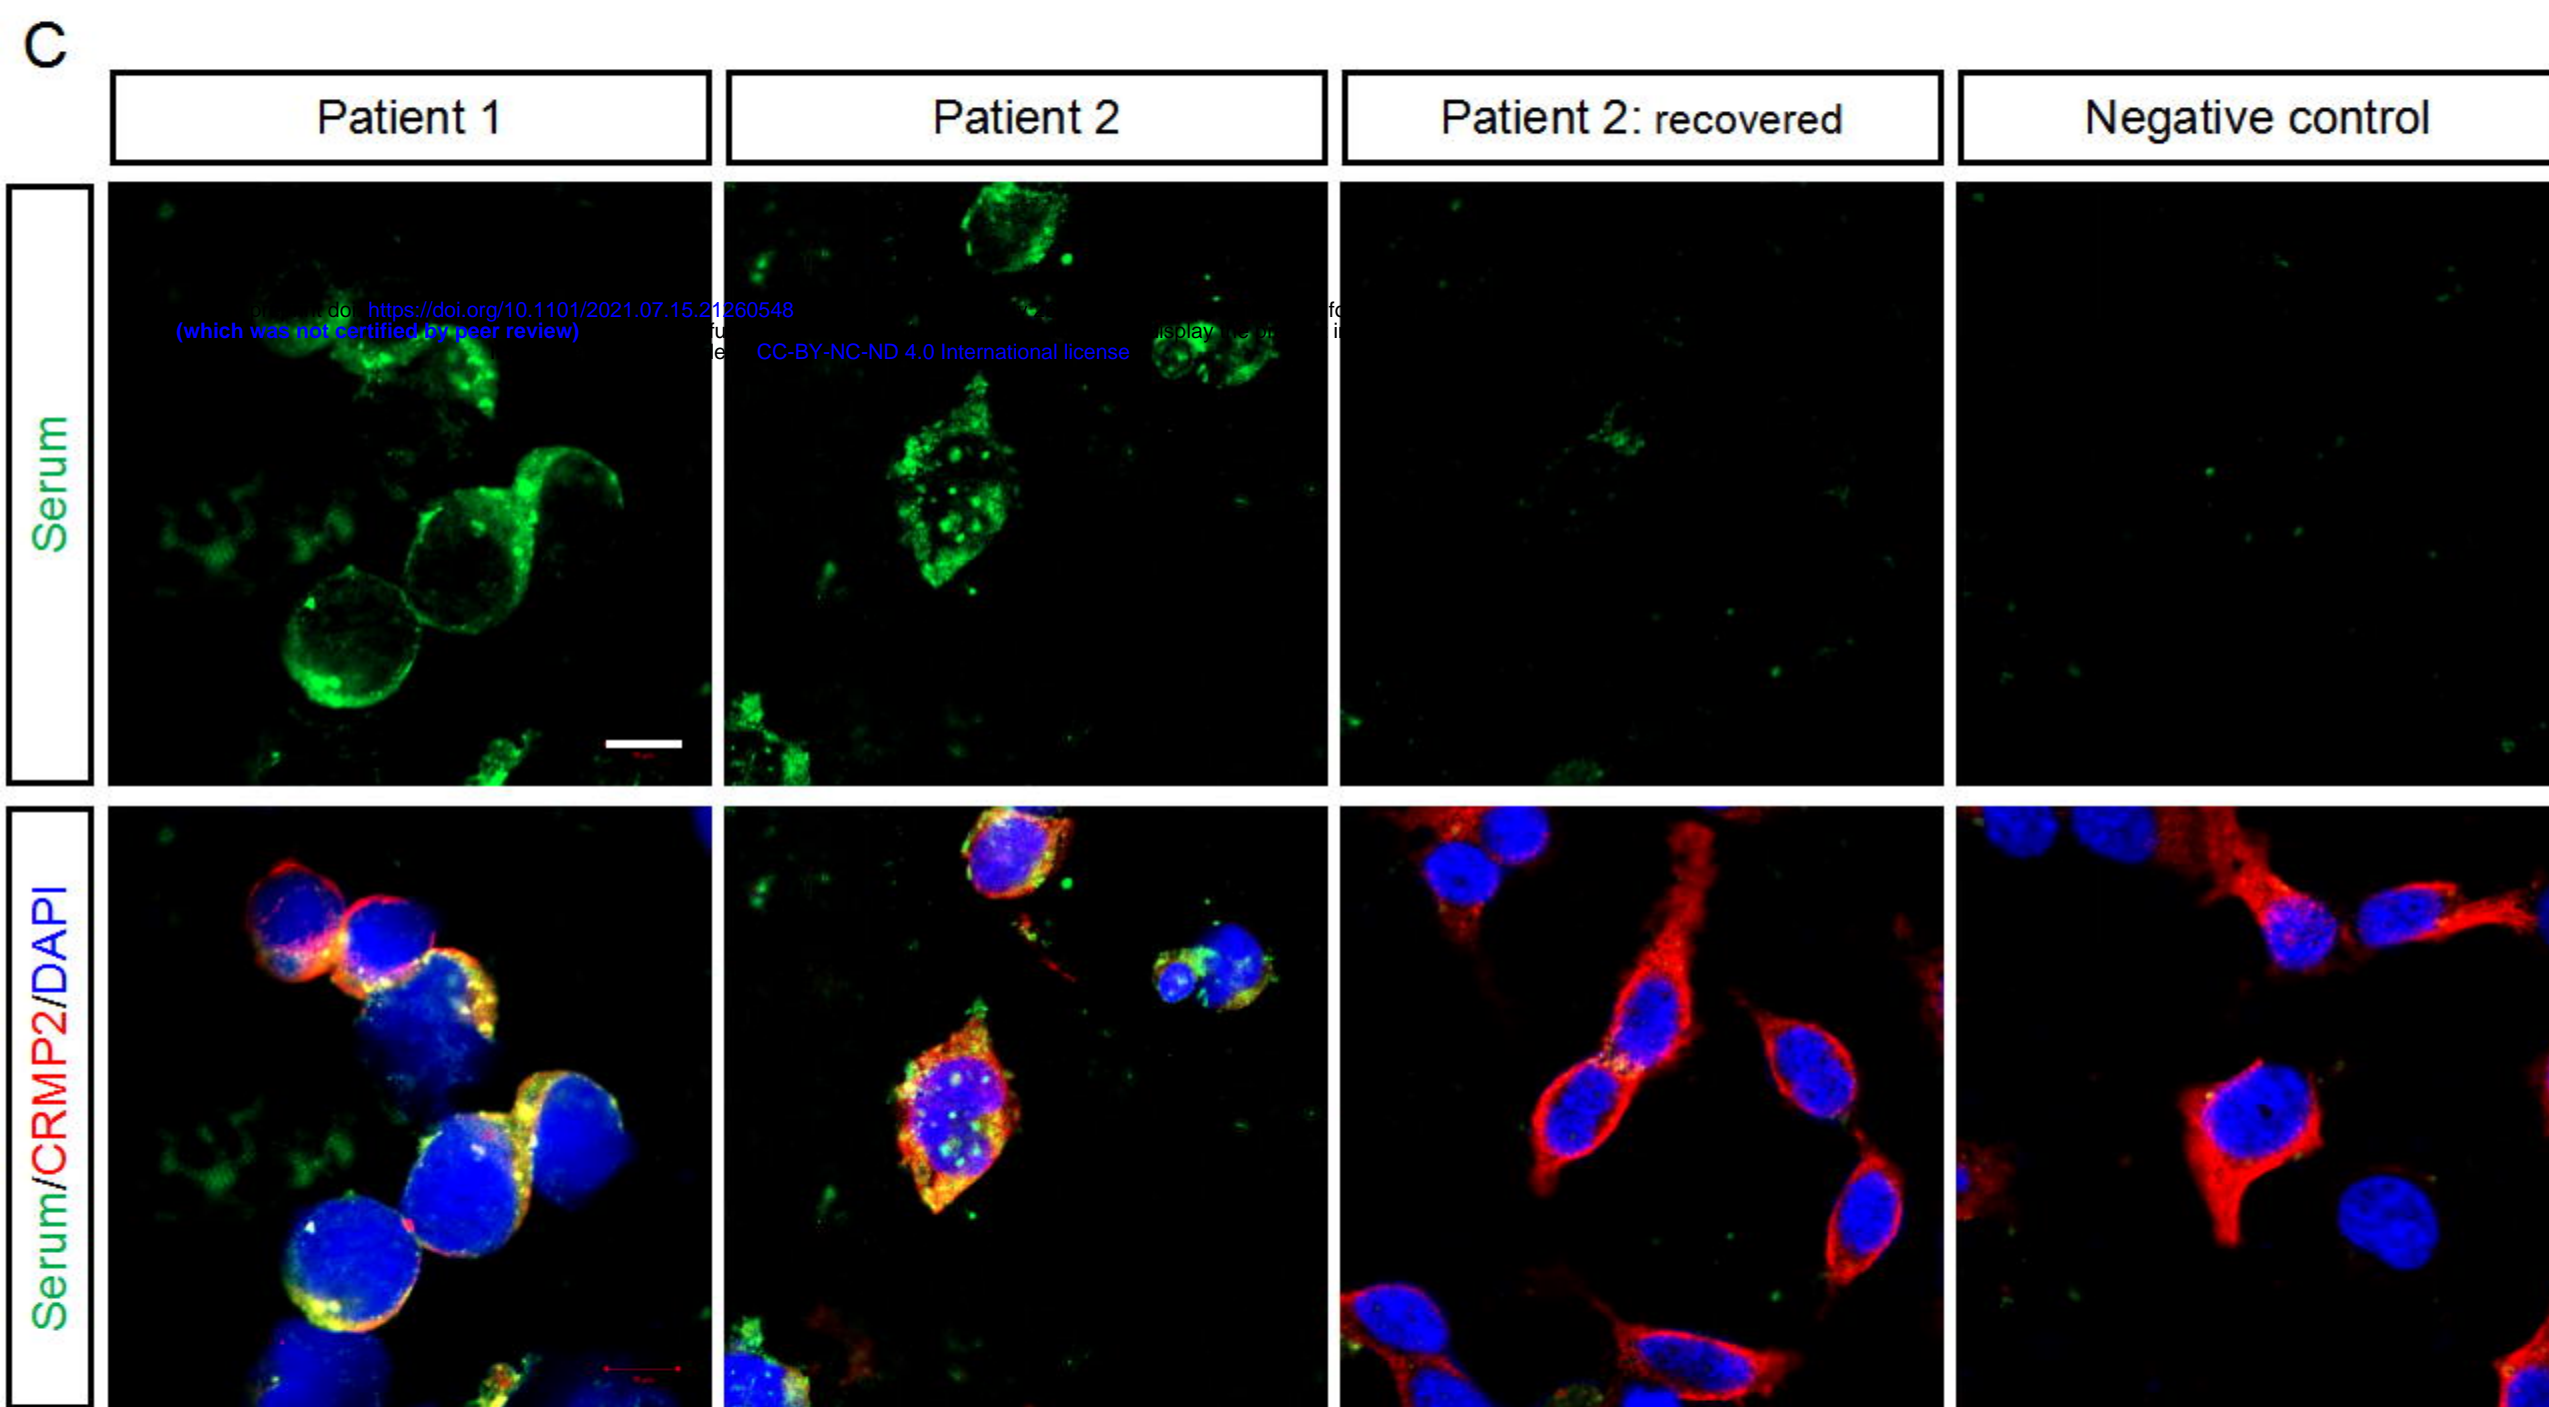 C
Patient 1
Patient 2
Patient 2: recovered
Negative control
Serum
https://doi.org/10.1101/2021.07.15.21260548
(which was not certified by peer review)
CC-BY-NC-ND 4.0 International license
Serum/CRMP2/DAPI